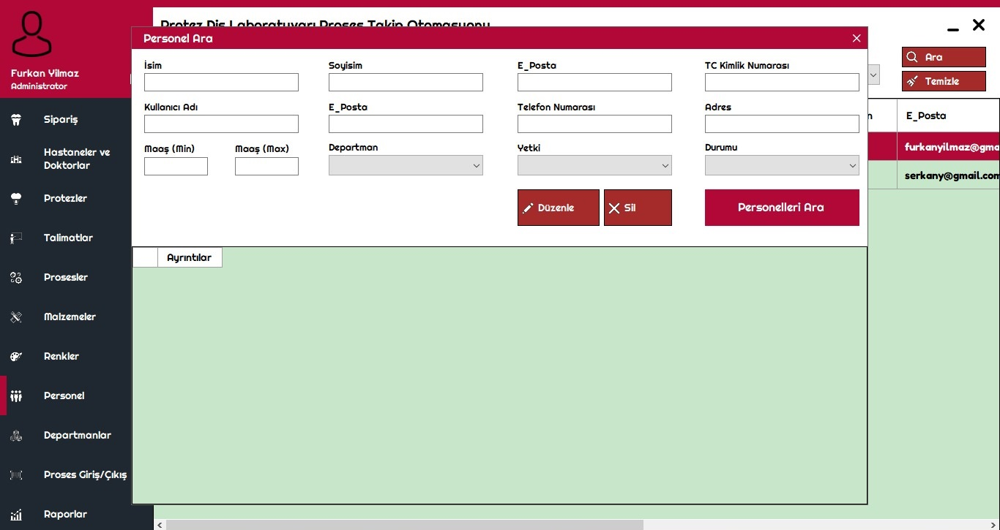 Protez Diş Laboratuvarı Proses Takip Otomasyonu
Furkan Yilmaz
Administrator
Sipariş
Hastaneler ve
Doktorlar
Protezler
Talimatlar
Prosesler
Malzemeler
Renkler
Personel
Departmanlar
Proses Giriş/Çıkış
Raporlar
Personel Ara
İsim
Soyisim
E_Posta
TC Kimlik Numarası
Kullanıcı Adı
E_Posta
Telefon Numarası
Adres
Maaş (Min)
Maaş (Max)
Departman
Yetki
Durumu
Düzenle
Sil
Personelleri Ara
Ayrıntılar
Ara
Temizle
E_Posta
furkanyilmaz@gma
serkany@gmail.com